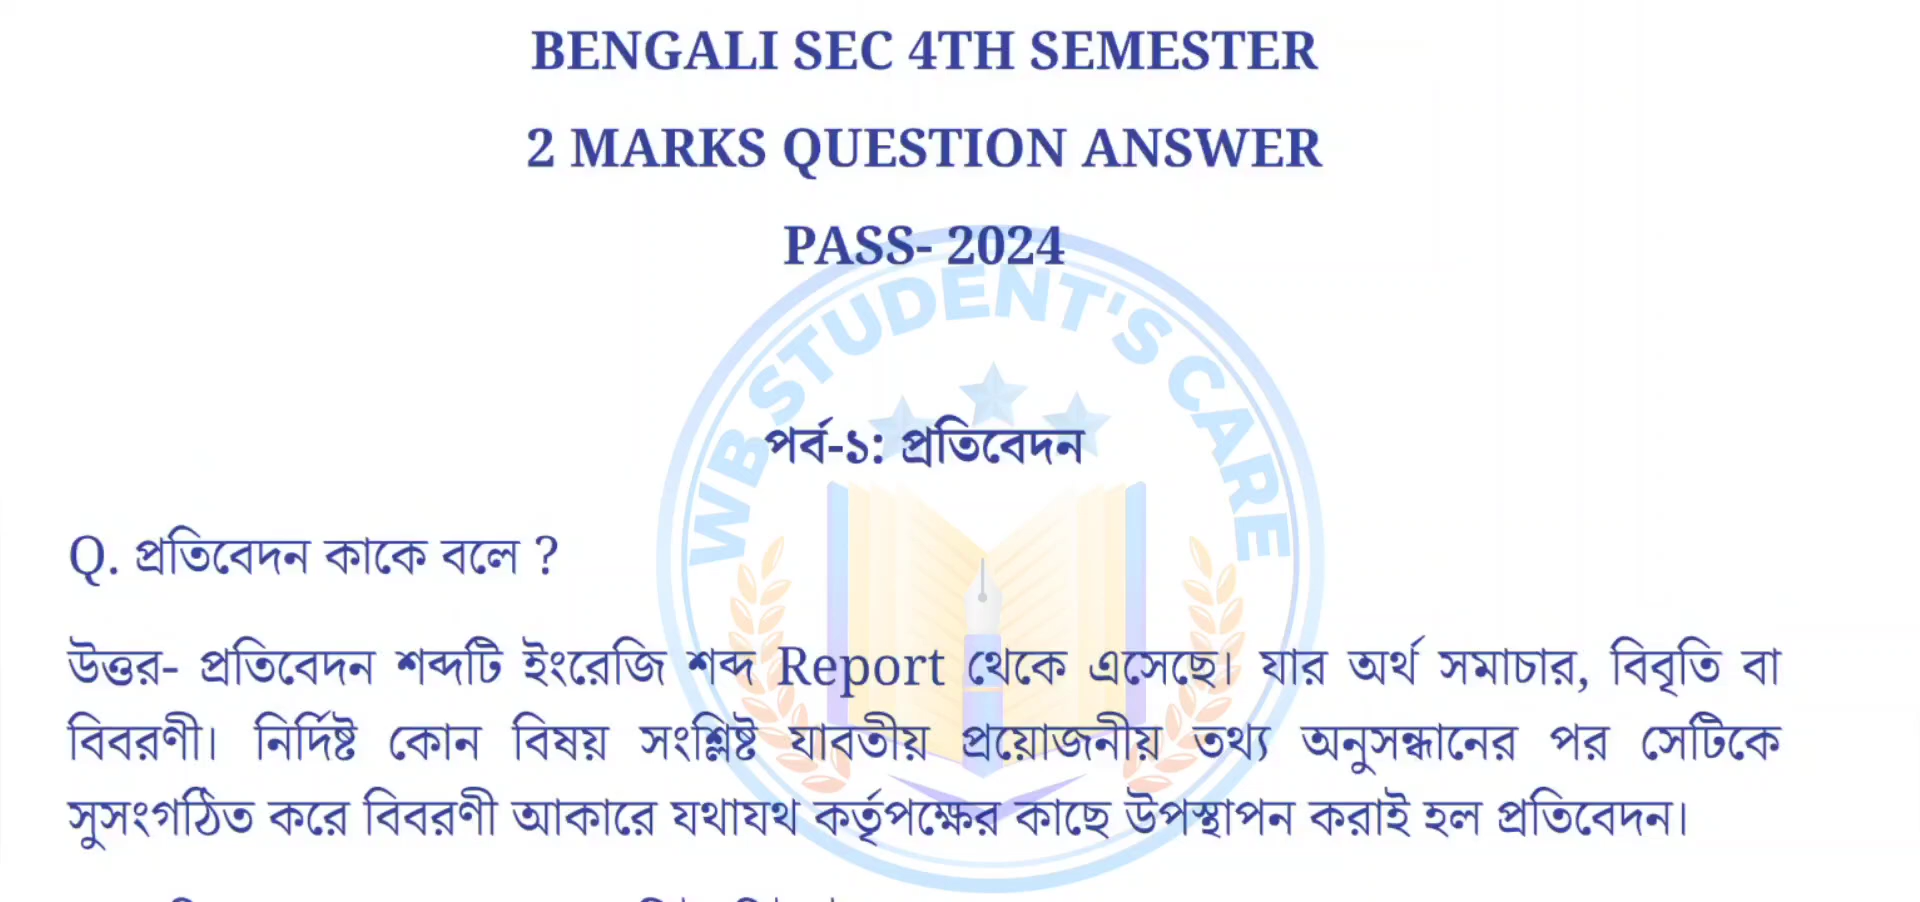 BENGALI SEC 4TH SEMESTER
2 MARKS QUESTION ANSWER
PASS- 2024
WB STUDENT'S CARE
পর্ব-১: প্রতিবেদন
Q. প্রতিবেদন কাকে বলে ?
উত্তর- প্রতিবেদন শব্দটি ইংরেজি শব্দ Report থেকে এসেছে। যার অর্থ সমাচার, বিবৃতি বা
বিবরণী। নির্দিষ্ট কোন বিষয় সংশ্লিষ্ট যাবতীয় প্রয়োজনীয় তথ্য অনুসন্ধানের পর সেটিকে
সুসংগঠিত করে বিবরণী আকারে যথাযথ কর্তৃপক্ষের কাছে উপস্থাপন করাই হল প্রতিবেদন।